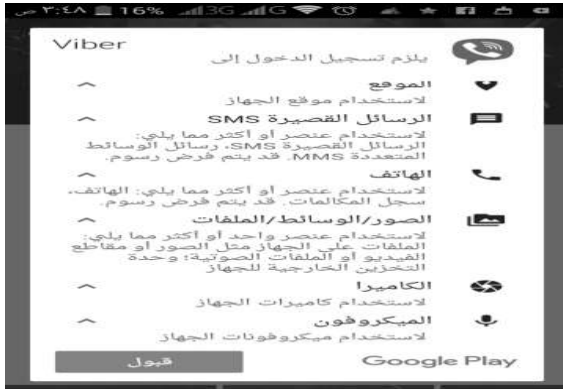 ٣:٤٨ ص 16% 3G G
Viber
يلزم تسجيل الدخول إلى
الموقع
لاستخدام موقع الجهاز
الرسائل القصيرة SMS
لاستخدام عنصر أو أكثر مما يلي:
الرسائل القصيرة SMS، رسائل الوسائط
المتعددة MMS. قد يتم فرض رسوم.
الهاتف
لاستخدام عنصر أو أكثر مما يلي: الهاتف،
سجل المكالمات. قد يتم فرض رسوم.
الصور/الوسائط/الملفات
لاستخدام عنصر واحد أو أكثر مما يلي:
الملفات على الجهاز مثل الصور أو مقاطع
الفيديو أو الملفات الصوتية؛ وحدة
التخزين الخارجية للجهاز
الكاميرا
لاستخدام كاميرات الجهاز
الميكروفون
لاستخدام ميكروفونات الجهاز
قبول
Google Play